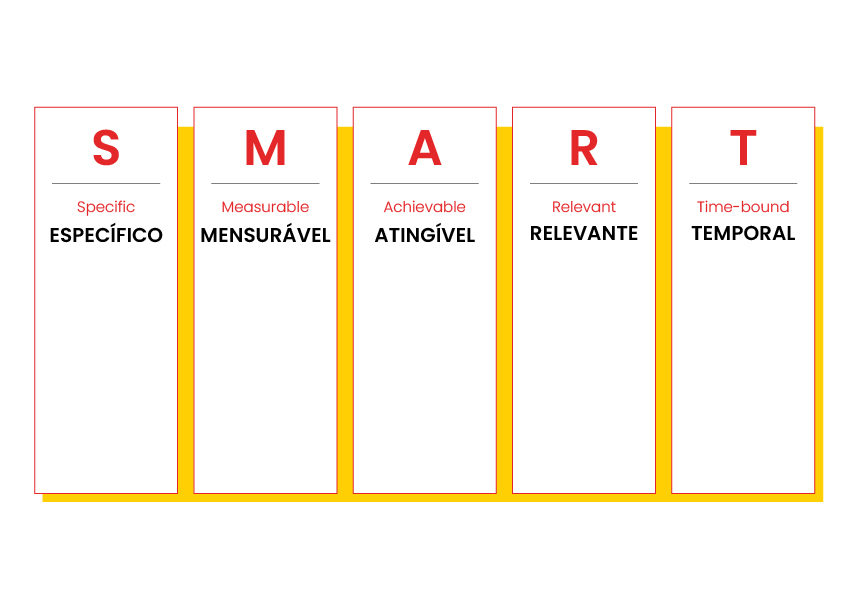 S
Specific
ESPECÍFICO
M
Measurable
MENSURÁVEL
A
Achievable
ATINGÍVEL
R
Relevant
RELEVANTE
T
Time-bound
TEMPORAL